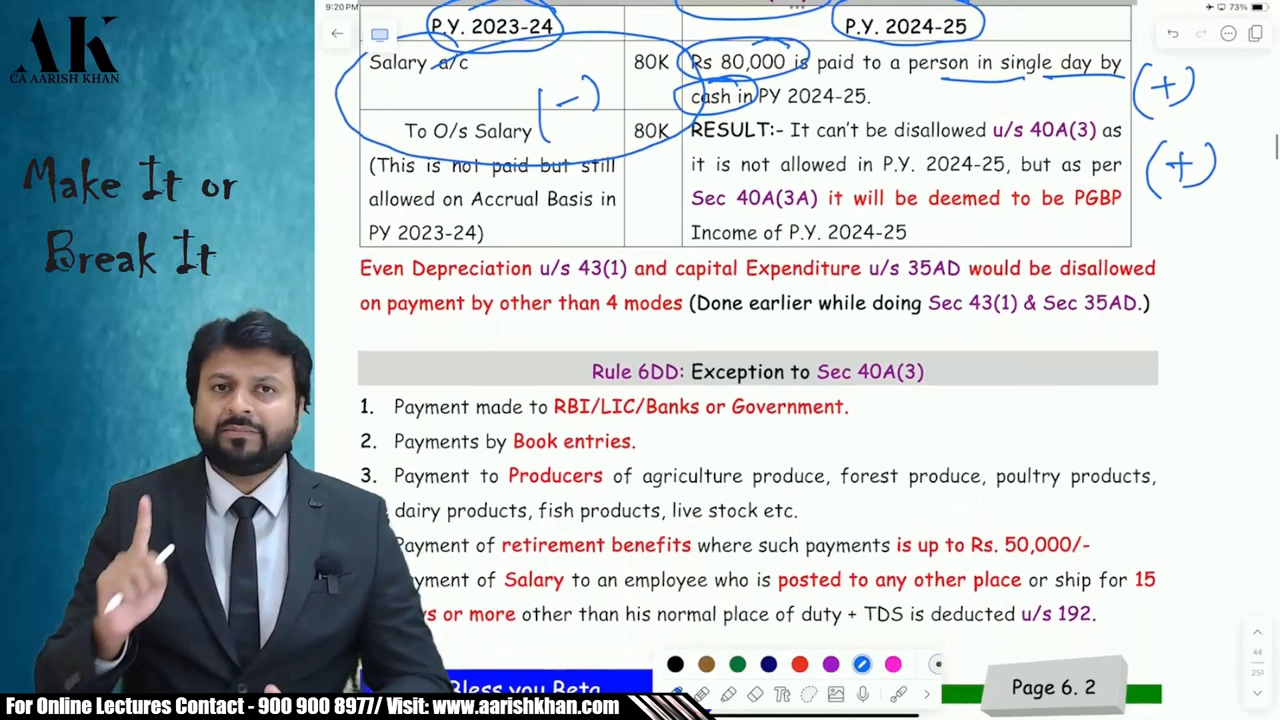 9:20 PM
73%
P.Y. 2023-24
P.Y. 2024-25
AK
CA AARISH KHAN
Make It or
Break It
Salary a/c
80K
Rs 80,000 is paid to a person in single day by
cash in PY 2024-25.
(+)
To O/s Salary
(-)
80K
RESULT:- It can't be disallowed u/s 40A(3) as
(This is not paid but still
it is not allowed in P.Y. 2024-25, but as per
(+)
allowed on Accrual Basis in
Sec 40A(3A) it will be deemed to be PGBP
PY 2023-24)
Income of P.Y. 2024-25
Even Depreciation u/s 43(1) and capital Expenditure u/s 35AD would be disallowed
on payment by other than 4 modes (Done earlier while doing Sec 43(1) & Sec 35AD.)
Rule 6DD: Exception to Sec 40A(3)
1. Payment made to RBI/LIC/Banks or Government.
2. Payments by Book entries.
3. Payment to Producers of agriculture produce, forest produce, poultry products,
dairy products, fish products, live stock etc.
Payment of retirement benefits where such payments is up to Rs. 50,000/-
yment of Salary to an employee who is posted to any other place or ship for 15
s or more other than his normal place of duty + TDS is deducted u/s 192.
Bless you Beta
Page 6. 2
44
251
For Online Lectures Contact - 900 900 8977/ Visit: www.aarishkhan.com